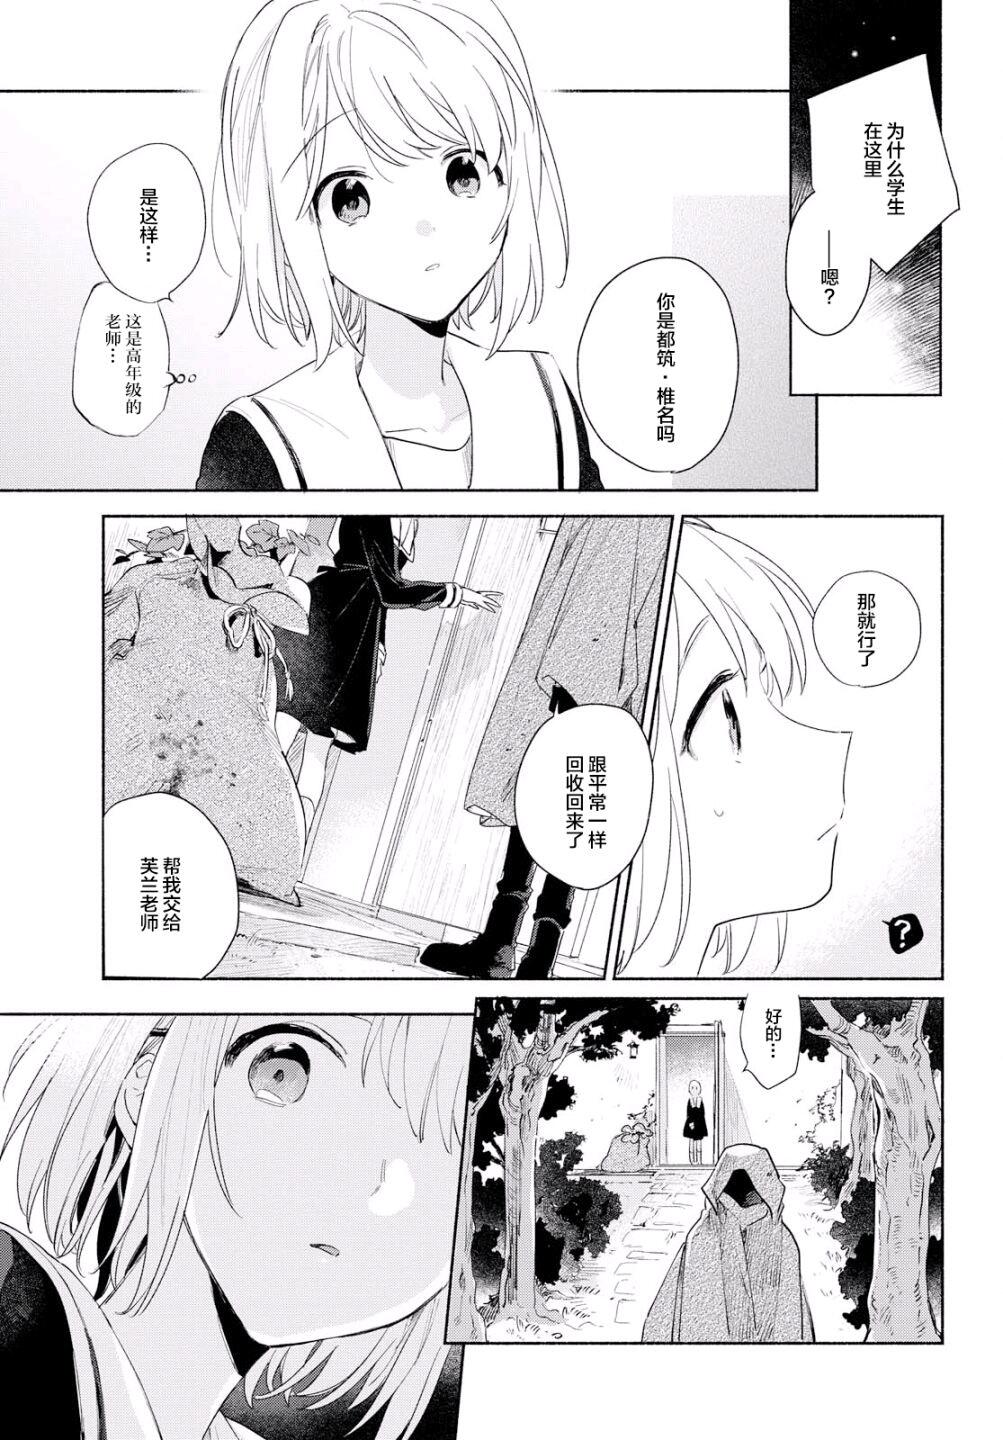 为什么学生
在这里
——嗯？
你是都筑·椎名吗
是这样…
这是高年级的
老师…
那就行了
？
跟平常一样
回收回来了
帮我交给
芙兰老师
好的…